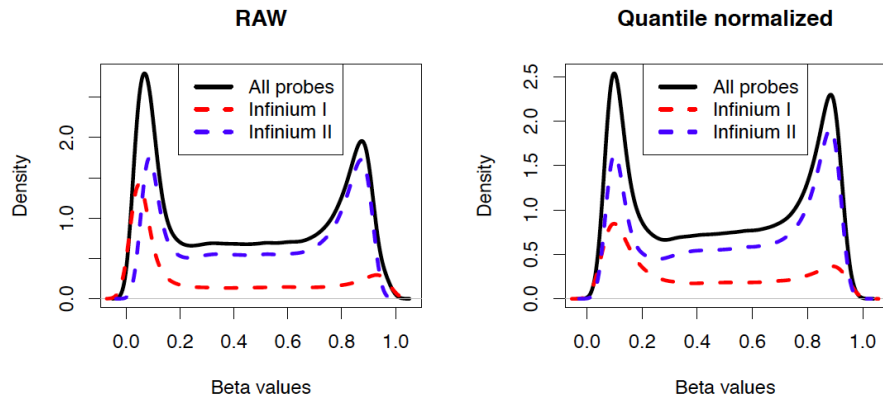 RAW
Density
0.0
1.0
2.0
All probes
Infinium I
Infinium II
0.0 0.2 0.4 0.6 0.8 1.0
Beta values
Quantile normalized
Density
0.0
0.5
1.0
1.5
2.0
2.5
All probes
Infinium I
Infinium II
0.0 0.2 0.4 0.6 0.8 1.0
Beta values